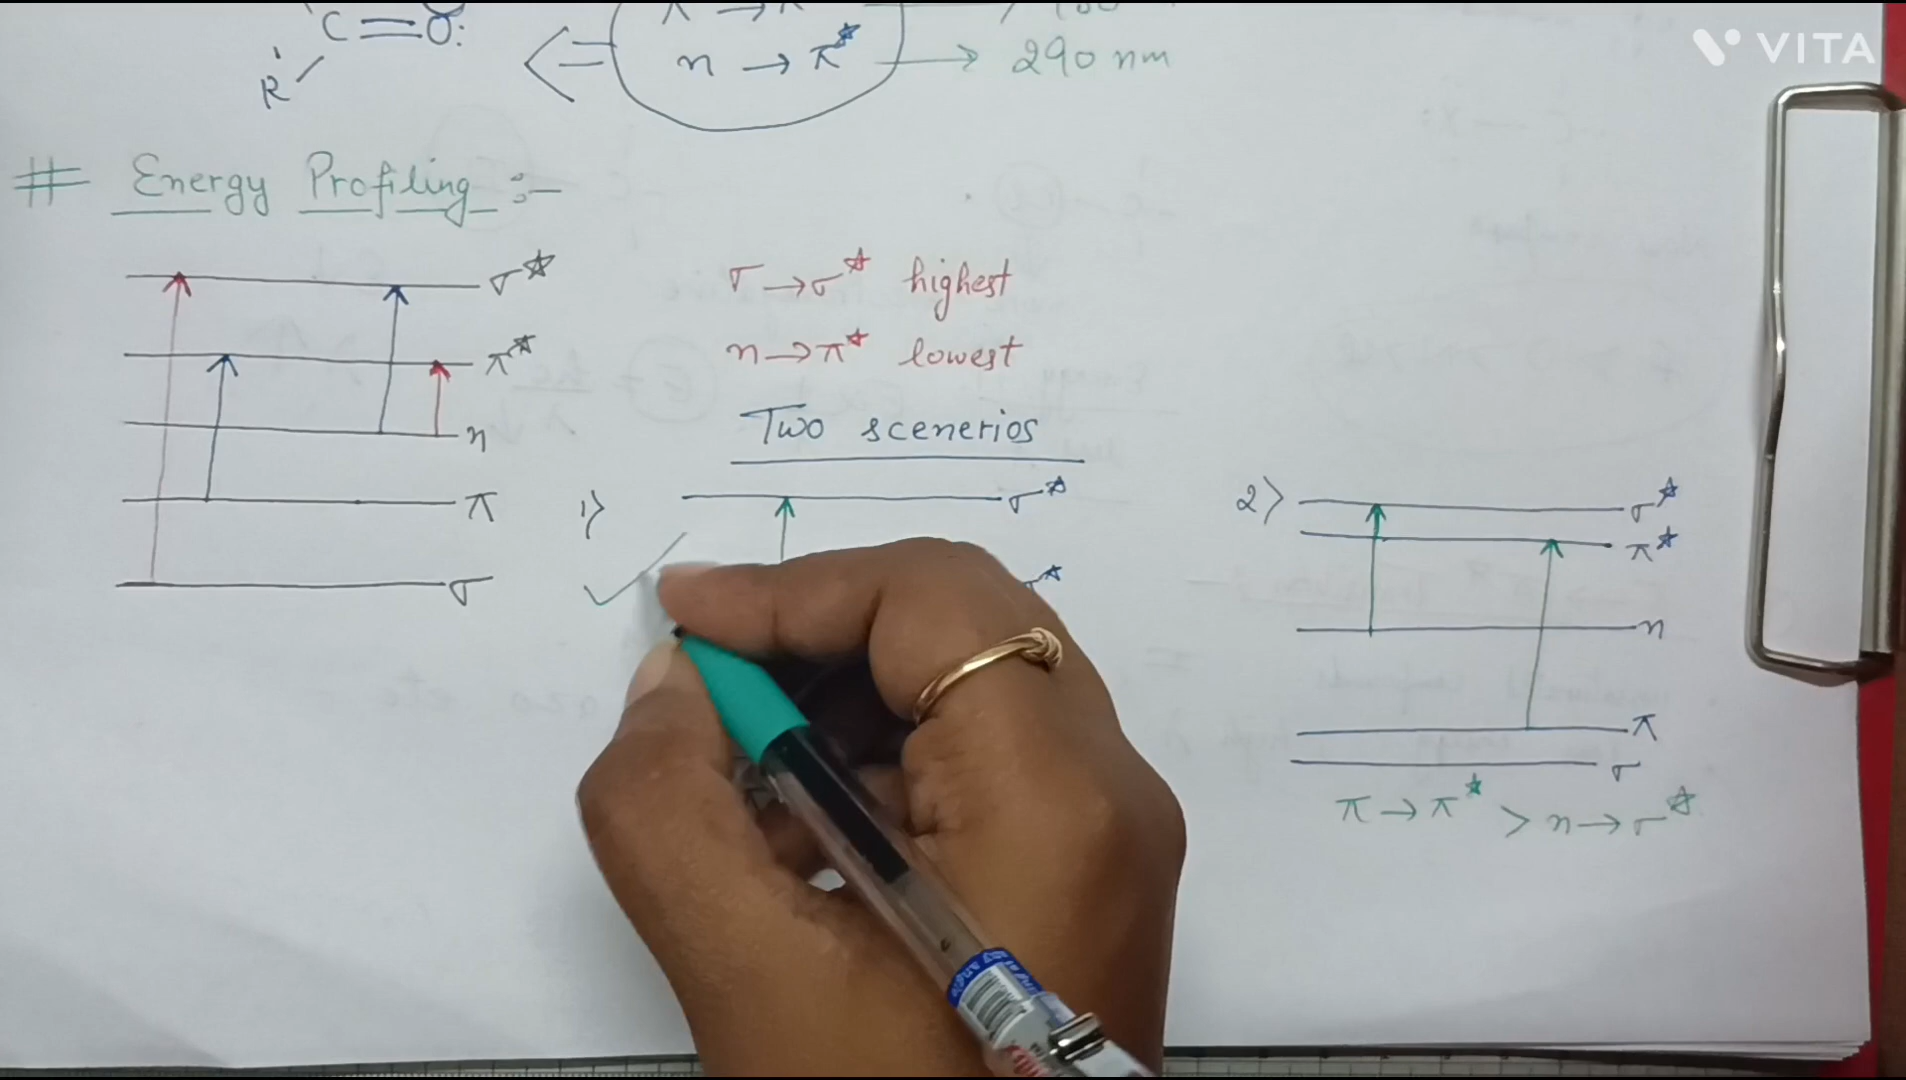 C=O:
R'
n → π* → 290 nm
VITA
# Energy Profiling :-
σ*
π*
n
π
σ
σ → σ* highest
n → π* lowest
Two scenerios
1)
σ*
2)
σ*
π*
n
π
σ
π → π* > n → σ*